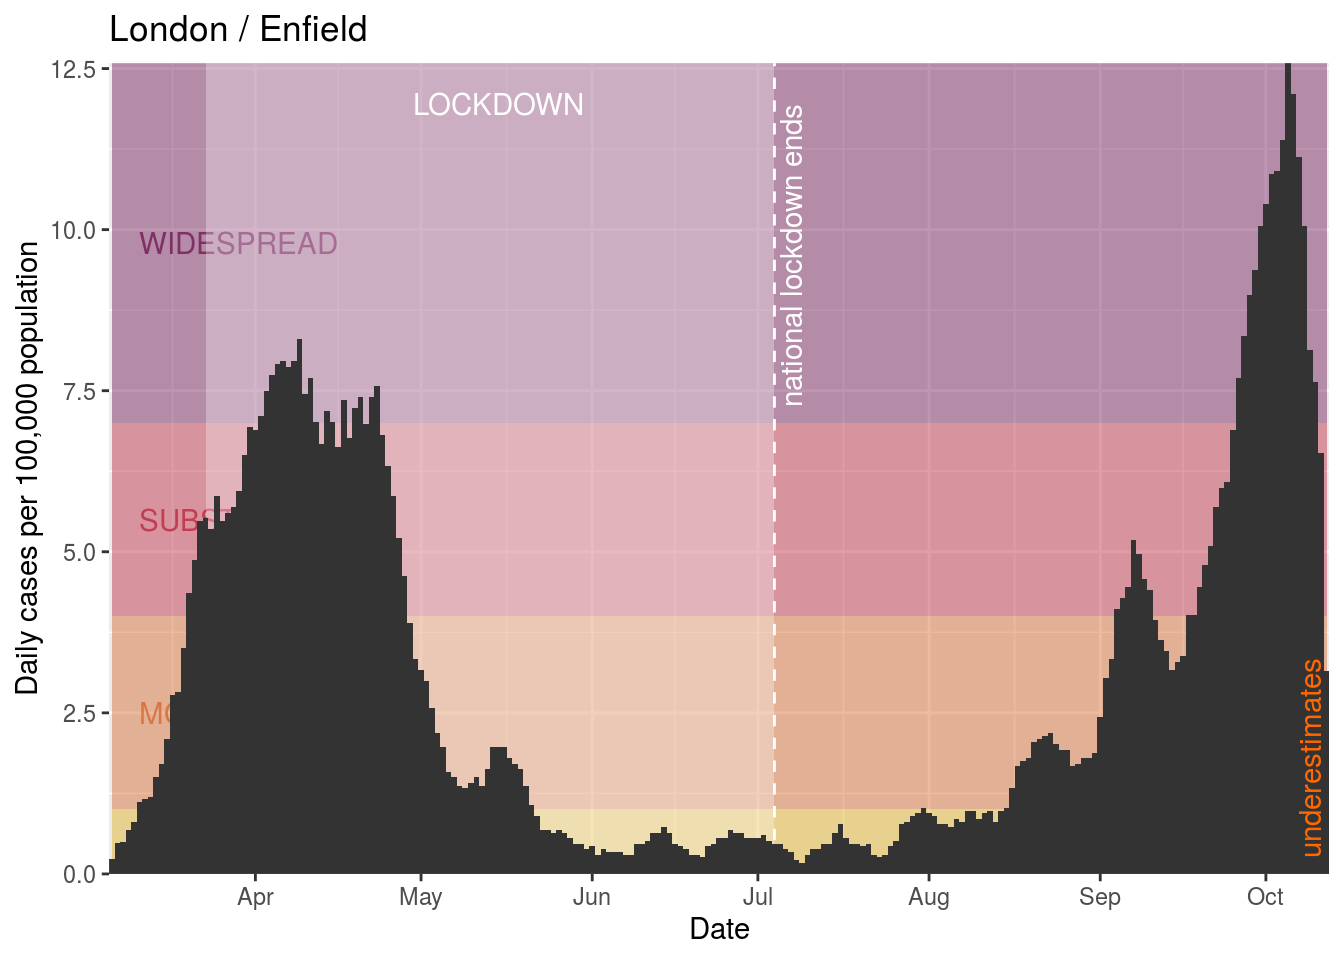 London / Enfield
Daily cases per 100,000 population
12.5
10.0
7.5
5.0
2.5
0.0
LOCKDOWN
WIDESPREAD
national lockdown ends
underestimates
Apr
May
Jun
Jul
Aug
Sep
Oct
Date